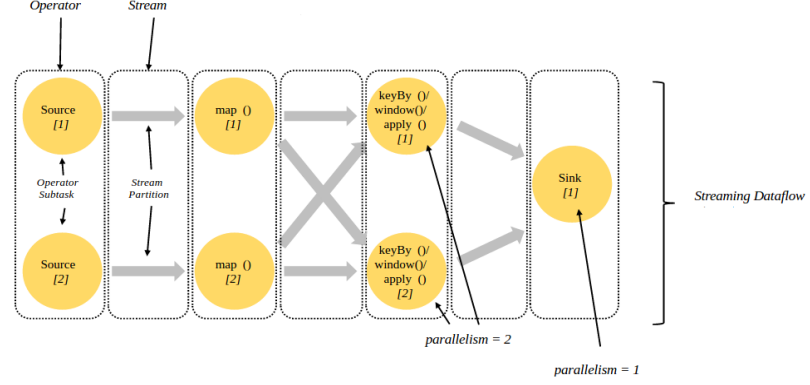 Operator
Stream
Source
[1]
map ()
[1]
keyBy ()/
window()/
apply ()
[1]
Operator
Subtask
Stream
Partition
Sink
[1]
Streaming Dataflow
Source
[2]
map ()
[2]
keyBy ()/
window()/
apply ()
[2]
parallelism = 2
parallelism = 1